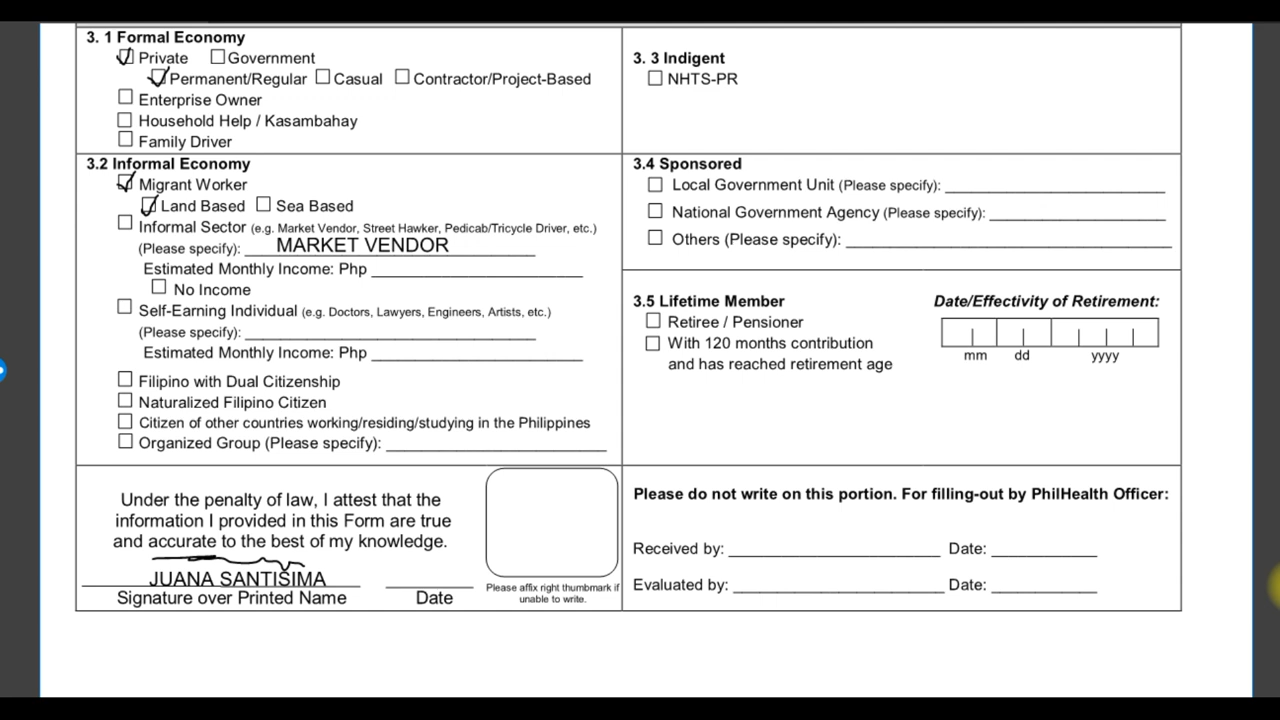 3. 1 Formal Economy
Private Government
Permanent/Regular Casual Contractor/Project-Based
Enterprise Owner
Household Help / Kasambahay
Family Driver
3. 3 Indigent
NHTS-PR
3.2 Informal Economy
Migrant Worker
Land Based Sea Based
Informal Sector (e.g. Market Vendor, Street Hawker, Pedicab/Tricycle Driver, etc.)
(Please specify): MARKET VENDOR
Estimated Monthly Income: Php
No Income
Self-Earning Individual (e.g. Doctors, Lawyers, Engineers, Artists, etc.)
(Please specify):
Estimated Monthly Income: Php
Filipino with Dual Citizenship
Naturalized Filipino Citizen
Citizen of other countries working/residing/studying in the Philippines
Organized Group (Please specify):
3.4 Sponsored
Local Government Unit (Please specify):
National Government Agency (Please specify):
Others (Please specify):
3.5 Lifetime Member
Retiree / Pensioner
With 120 months contribution
and has reached retirement age
Date/Effectivity of Retirement:
mm dd yyyy
Under the penalty of law, I attest that the
information I provided in this Form are true
and accurate to the best of my knowledge.
JUANA SANTISIMA
Signature over Printed Name
Date
Please affix right thumbmark if
unable to write.
Please do not write on this portion. For filling-out by PhilHealth Officer:
Received by: Date:
Evaluated by: Date: